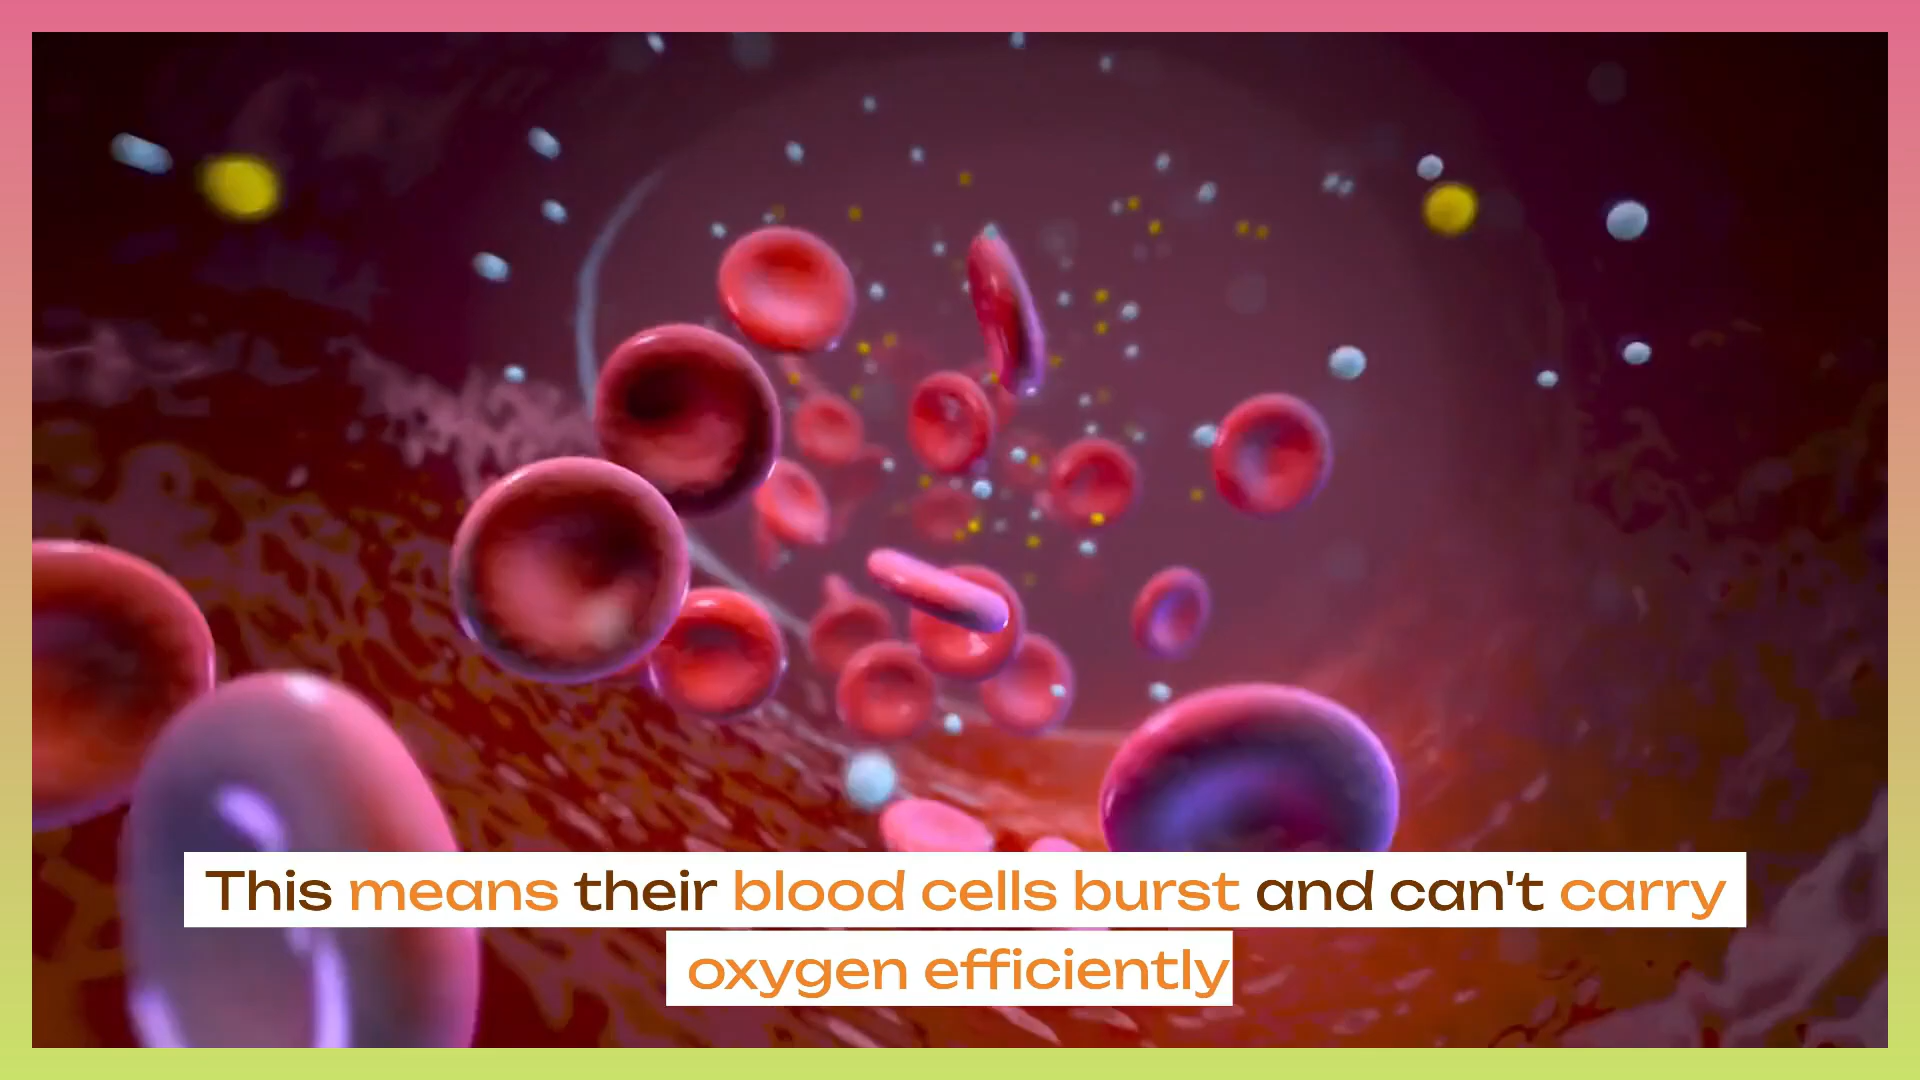 This means their blood cells burst and can't carry
oxygen efficiently